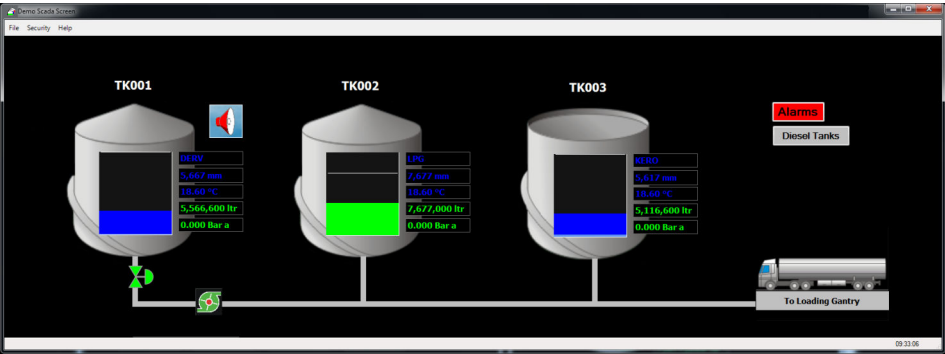 Demo Scada Screen
File Security Help
TK001
TK002
TK003
Alarms
Diesel Tanks
DERV
5,667 mm
10.60 °C
5,566,600 ltr
0.000 Bar a
LPG
7,677 mm
10.60 °C
7,677,000 ltr
0.000 Bar a
KERO
5,617 mm
10.60 °C
5,116,600 ltr
0.000 Bar a
To Loading Gantry
09:33:06